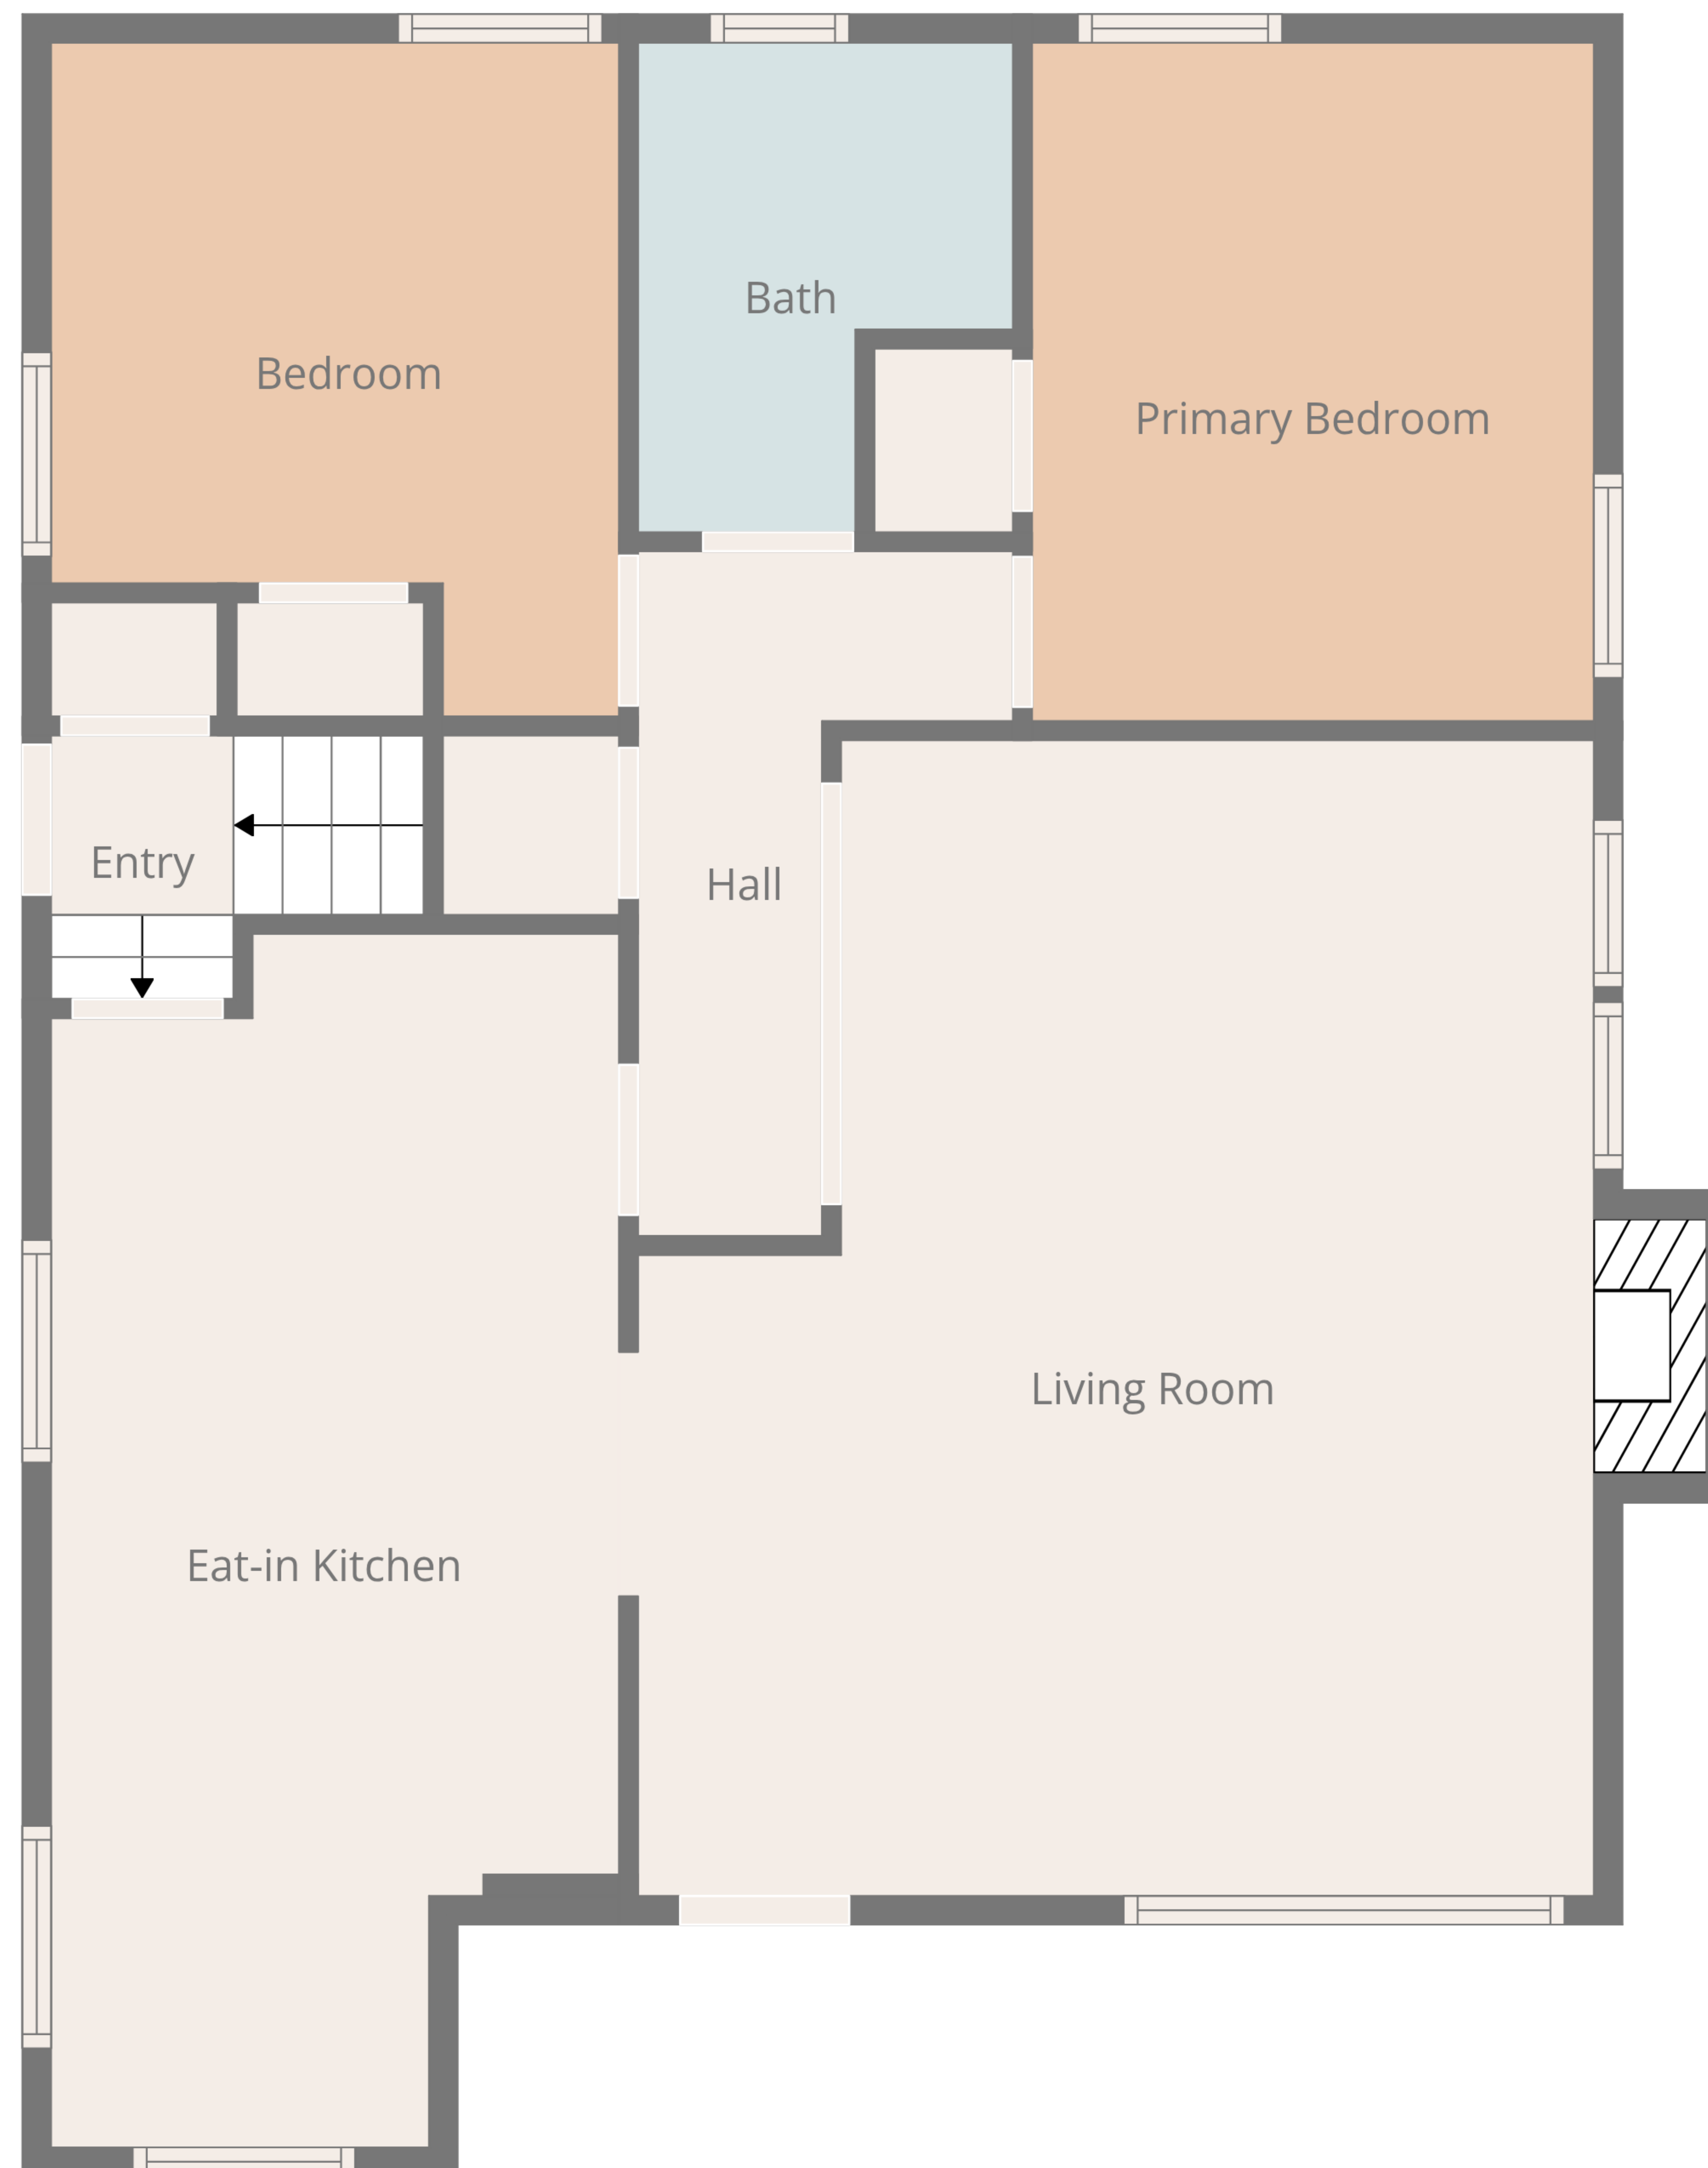 Bath
Bedroom
Primary Bedroom
Entry
Hall
Living Room
Eat-in Kitchen